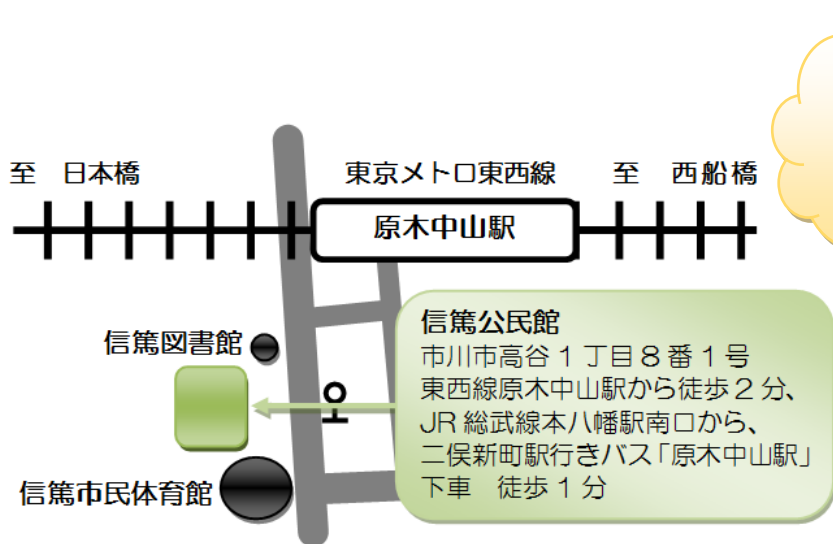 至 日本橋
東京メトロ東西線
至 西船橋
原木中山駅
信篤図書館
信篤公民館
市川市高谷1丁目8番1号
東西線原木中山駅から徒歩2分、
JR総武線本八幡駅南口から、
二俣新町駅行きバス「原木中山駅」
下車 徒歩1分
信篤市民体育館